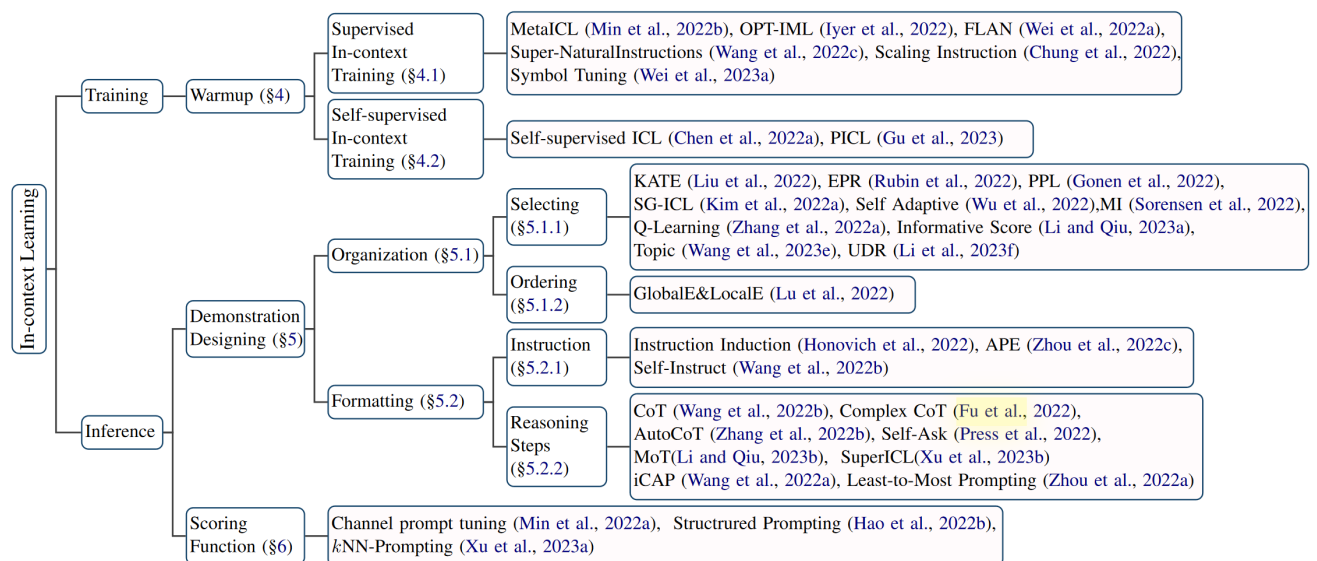 In-context Learning
Training
Warmup (§4)
Supervised
In-context
Training (§4.1)
MetaICL (Min et al., 2022b), OPT-IML (Iyer et al., 2022), FLAN (Wei et al., 2022a),
Super-NaturalInstructions (Wang et al., 2022c), Scaling Instruction (Chung et al., 2022),
Symbol Tuning (Wei et al., 2023a)
Self-supervised
In-context
Training (§4.2)
Self-supervised ICL (Chen et al., 2022a), PICL (Gu et al., 2023)
Inference
Demonstration
Designing (§5)
Organization (§5.1)
Selecting
(§5.1.1)
KATE (Liu et al., 2022), EPR (Rubin et al., 2022), PPL (Gonen et al., 2022),
SG-ICL (Kim et al., 2022a), Self Adaptive (Wu et al., 2022),MI (Sorensen et al., 2022),
Q-Learning (Zhang et al., 2022a), Informative Score (Li and Qiu, 2023a),
Topic (Wang et al., 2023e), UDR (Li et al., 2023f)
Ordering
(§5.1.2)
GlobalE&LocalE (Lu et al., 2022)
Formatting (§5.2)
Instruction
(§5.2.1)
Instruction Induction (Honovich et al., 2022), APE (Zhou et al., 2022c),
Self-Instruct (Wang et al., 2022b)
Reasoning
Steps
(§5.2.2)
CoT (Wang et al., 2022b), Complex CoT (Fu et al., 2022),
AutoCoT (Zhang et al., 2022b), Self-Ask (Press et al., 2022),
MoT(Li and Qiu, 2023b), SuperICL(Xu et al., 2023b)
iCAP (Wang et al., 2022a), Least-to-Most Prompting (Zhou et al., 2022a)
Scoring
Function (§6)
Channel prompt tuning (Min et al., 2022a), Structrured Prompting (Hao et al., 2022b),
kNN-Prompting (Xu et al., 2023a)